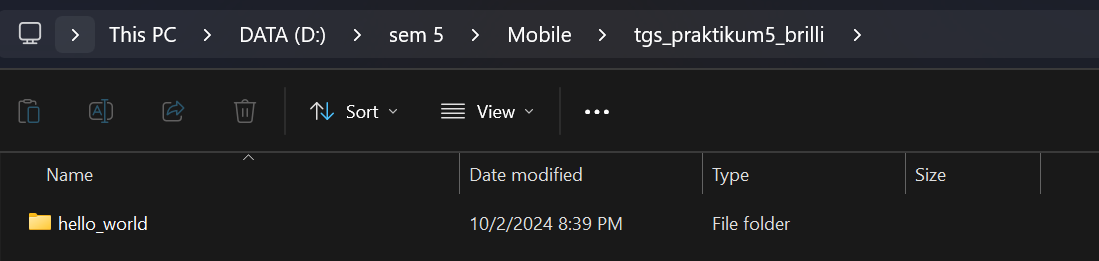 This PC > DATA (D:) > sem 5 > Mobile > tgs_praktikum5_brilli >
Sort View
Name Date modified Type Size
hello_world 10/2/2024 8:39 PM File folder